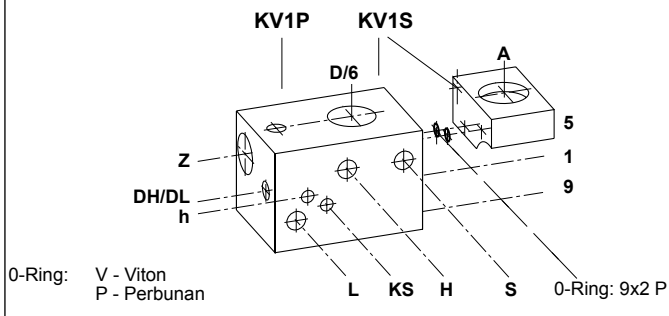 KV1P KV1S
A
D/6
5
Z
1
DH/DL
9
h
0-Ring: V - Viton
P - Perbunan
L KS H S 0-Ring: 9x2 P